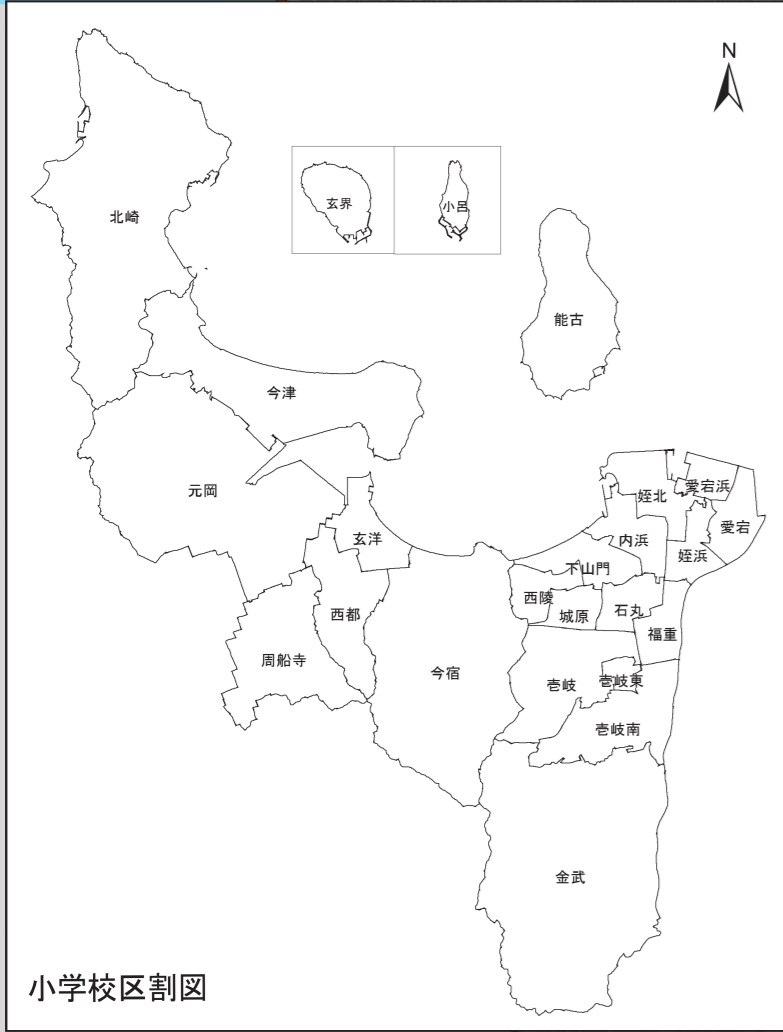 N
北崎
玄界
小呂
能古
今津
元岡
姪北
愛宕浜
愛宕
玄洋
内浜
姪浜
下山門
西陵
城原
石丸
西都
福重
周船寺
今宿
壱岐
壱岐東
壱岐南
金武
小学校区割図